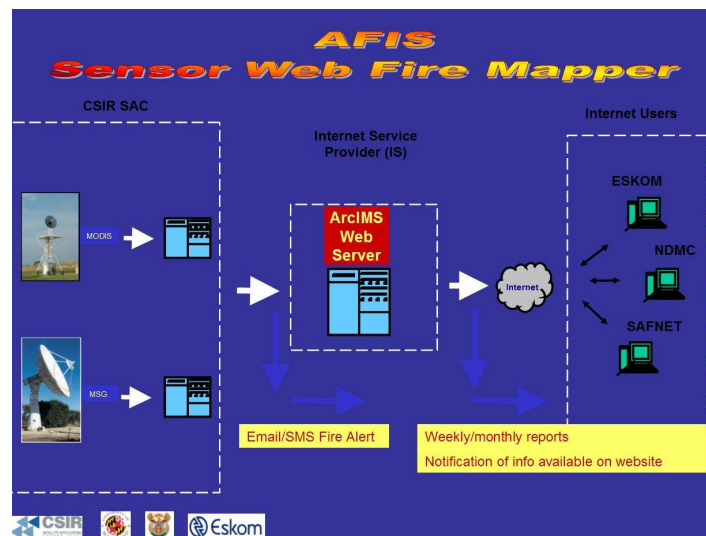 AFIS
Sensor Web Fire Mapper
CSIR SAC
Internet Service
Provider (IS)
Internet Users
MODIS
MSG
ArcIMS
Web
Server
Internet
ESKOM
NDMC
SAFNET
Email/SMS Fire Alert
Weekly/monthly reports
Notification of info available on website
CSIR
Eskom